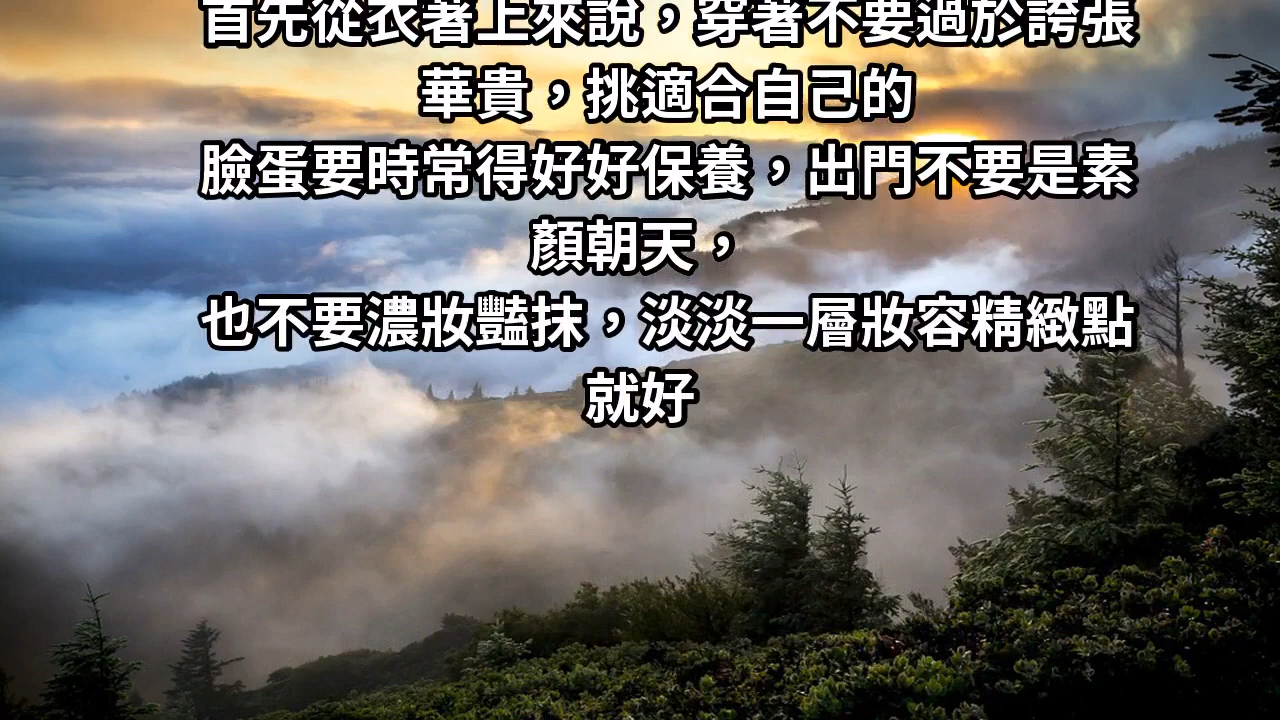 首先從衣著上來說，穿著不要過於誇張
華貴，挑適合自己的
臉蛋要時常得好好保養，出門不要是素
顏朝天，
也不要濃妝豔抹，淡淡一層妝容精緻點
就好